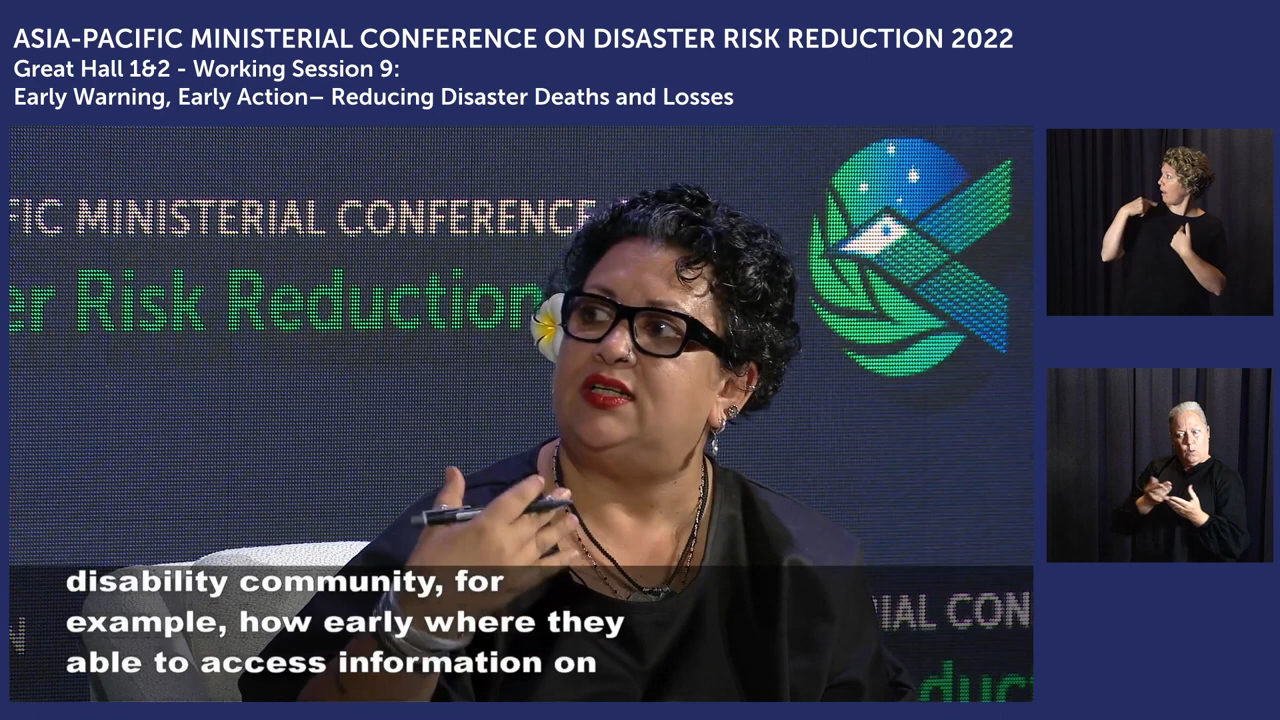 ASIA-PACIFIC MINISTERIAL CONFERENCE ON DISASTER RISK REDUCTION 2022
Great Hall 1&2 - Working Session 9:
Early Warning, Early Action– Reducing Disaster Deaths and Losses
FIC MINISTERIAL CONFERENCE
er Risk Reduction
disability community, for
example, how early where they
able to access information on
IAL CON
N
duct